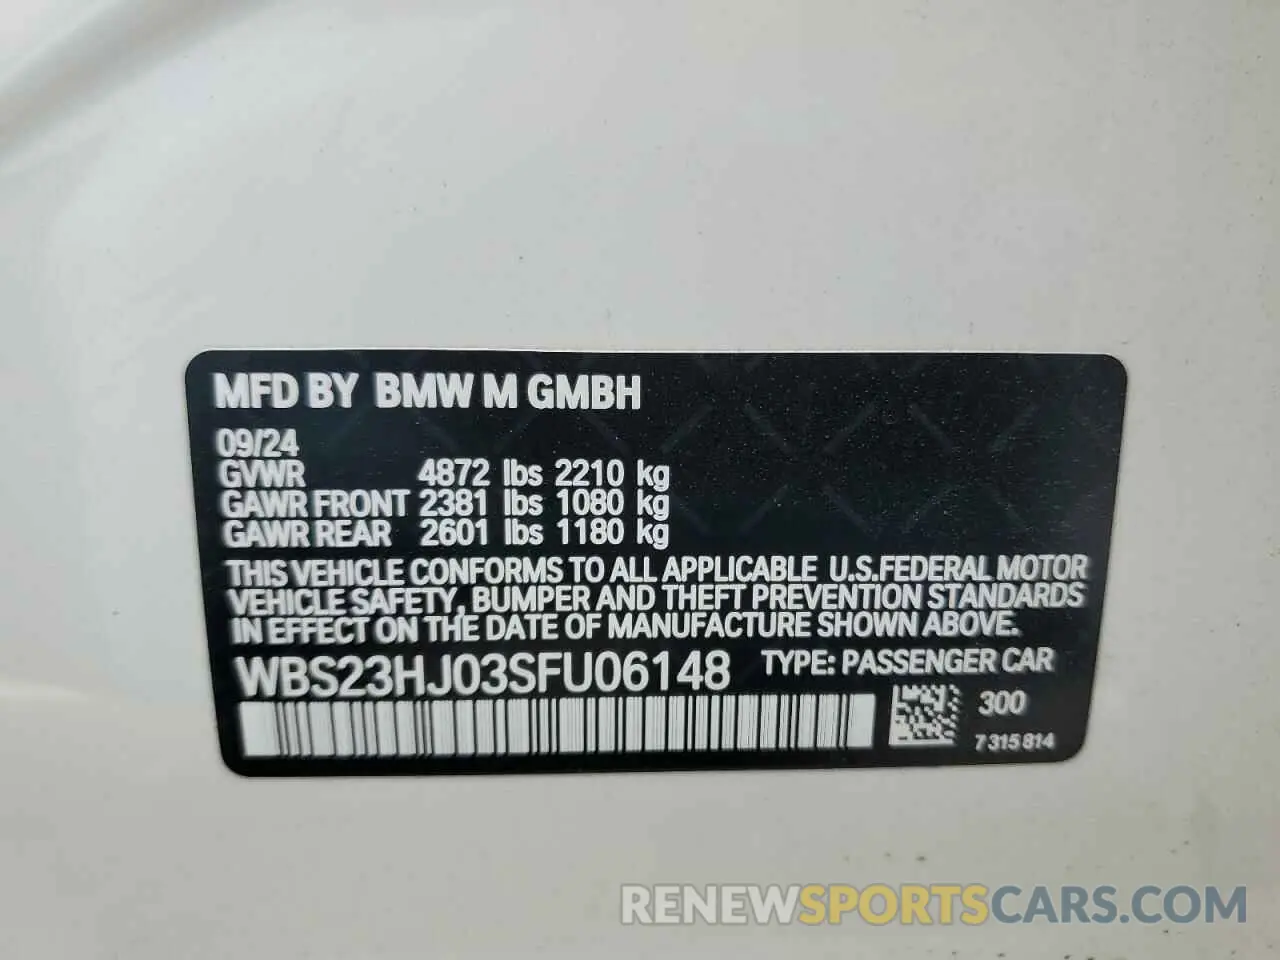 MFD BY BMW M GMBH
09/24
GVWR 4872 lbs 2210 kg
GAWR FRONT 2381 lbs 1080 kg
GAWR REAR 2601 lbs 1180 kg
THIS VEHICLE CONFORMS TO ALL APPLICABLE U.S.FEDERAL MOTOR
VEHICLE SAFETY, BUMPER AND THEFT PREVENTION STANDARDS
IN EFFECT ON THE DATE OF MANUFACTURE SHOWN ABOVE.
WBS23HJ03SFU06148 TYPE: PASSENGER CAR
300
7 315 814
RENEWSPORTSCARS.COM